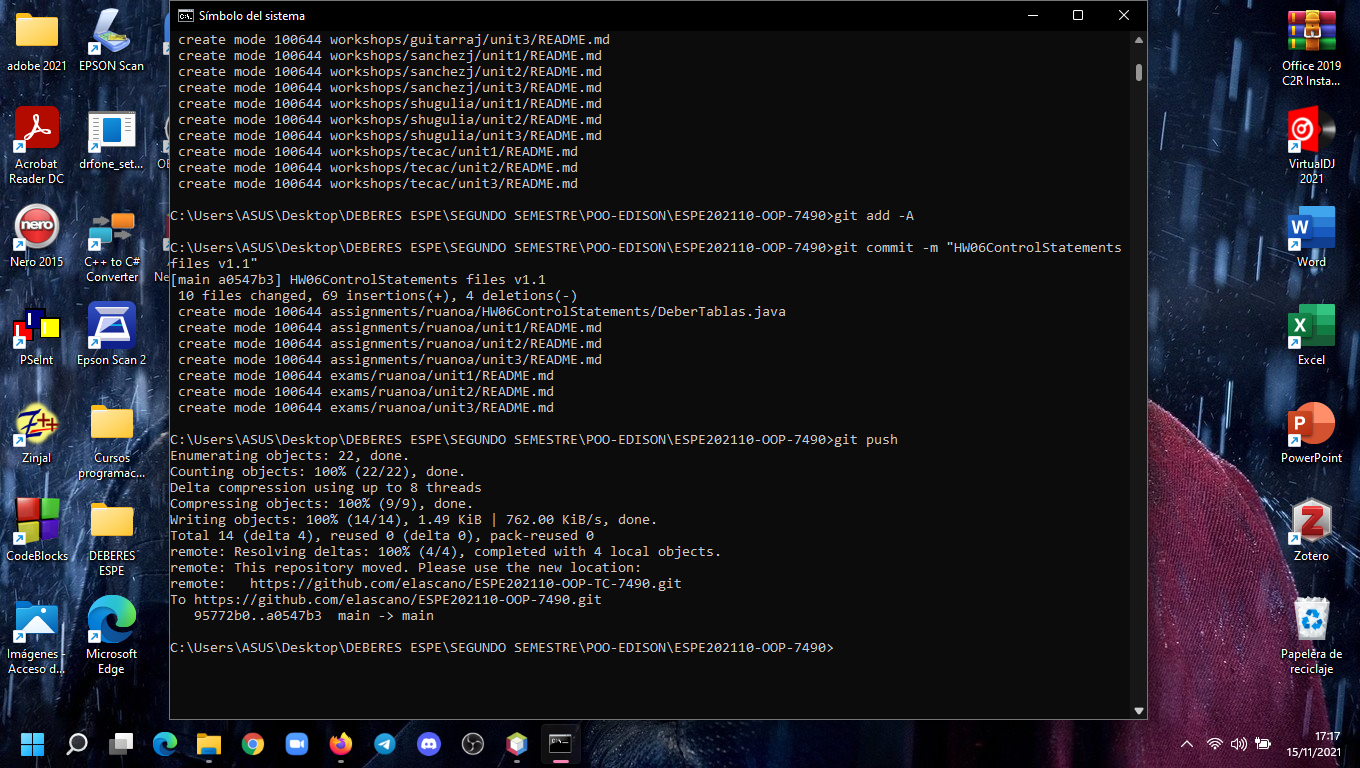 Símbolo del sistema
create mode 100644 workshops/guitarraj/unit3/README.md
create mode 100644 workshops/sanchezj/unit1/README.md
create mode 100644 workshops/sanchezj/unit2/README.md
create mode 100644 workshops/sanchezj/unit3/README.md
create mode 100644 workshops/shugulia/unit1/README.md
create mode 100644 workshops/shugulia/unit2/README.md
create mode 100644 workshops/shugulia/unit3/README.md
create mode 100644 workshops/tecac/unit1/README.md
create mode 100644 workshops/tecac/unit2/README.md
create mode 100644 workshops/tecac/unit3/README.md
C:\Users\ASUS\Desktop\DEBERES ESPE\SEGUNDO SEMESTRE\POO-EDISON\ESPE202110-OOP-7490>git add -A
C:\Users\ASUS\Desktop\DEBERES ESPE\SEGUNDO SEMESTRE\POO-EDISON\ESPE202110-OOP-7490>git commit -m "HW06ControlStatements
files v1.1"
[main a0547b3] HW06ControlStatements files v1.1
10 files changed, 69 insertions(+), 4 deletions(-)
create mode 100644 assignments/ruanoa/HW06ControlStatements/DeberTablas.java
create mode 100644 assignments/ruanoa/unit1/README.md
create mode 100644 assignments/ruanoa/unit2/README.md
create mode 100644 assignments/ruanoa/unit3/README.md
create mode 100644 exams/ruanoa/unit1/README.md
create mode 100644 exams/ruanoa/unit2/README.md
create mode 100644 exams/ruanoa/unit3/README.md
C:\Users\ASUS\Desktop\DEBERES ESPE\SEGUNDO SEMESTRE\POO-EDISON\ESPE202110-OOP-7490>git push
Enumerating objects: 22, done.
Counting objects: 100% (22/22), done.
Delta compression using up to 8 threads
Compressing objects: 100% (9/9), done.
Writing objects: 100% (14/14), 1.49 KiB | 762.00 KiB/s, done.
Total 14 (delta 4), reused 0 (delta 0), pack-reused 0
remote: Resolving deltas: 100% (4/4), completed with 4 local objects.
remote: This repository moved. Please use the new location:
remote:   https://github.com/elascano/ESPE202110-OOP-TC-7490.git
To https://github.com/elascano/ESPE202110-OOP-7490.git
95772b0..a0547b3  main -> main
C:\Users\ASUS\Desktop\DEBERES ESPE\SEGUNDO SEMESTRE\POO-EDISON\ESPE202110-OOP-7490>
adobe 2021
EPSON Scan
Acrobat
Reader DC
drfone_set...
nero
Nero 2015
C++ to C#
Converter
PSeInt
Epson Scan 2
Zinjal
Cursos
programac...
CodeBlocks
DEBERES
ESPE
Imágenes -
Acceso d...
Microsoft
Edge
Office 2019
C2R Insta...
VirtualDJ
2021
Word
Excel
PowerPoint
Zotero
Papelera de
reciclaje
17:17
15/11/2021